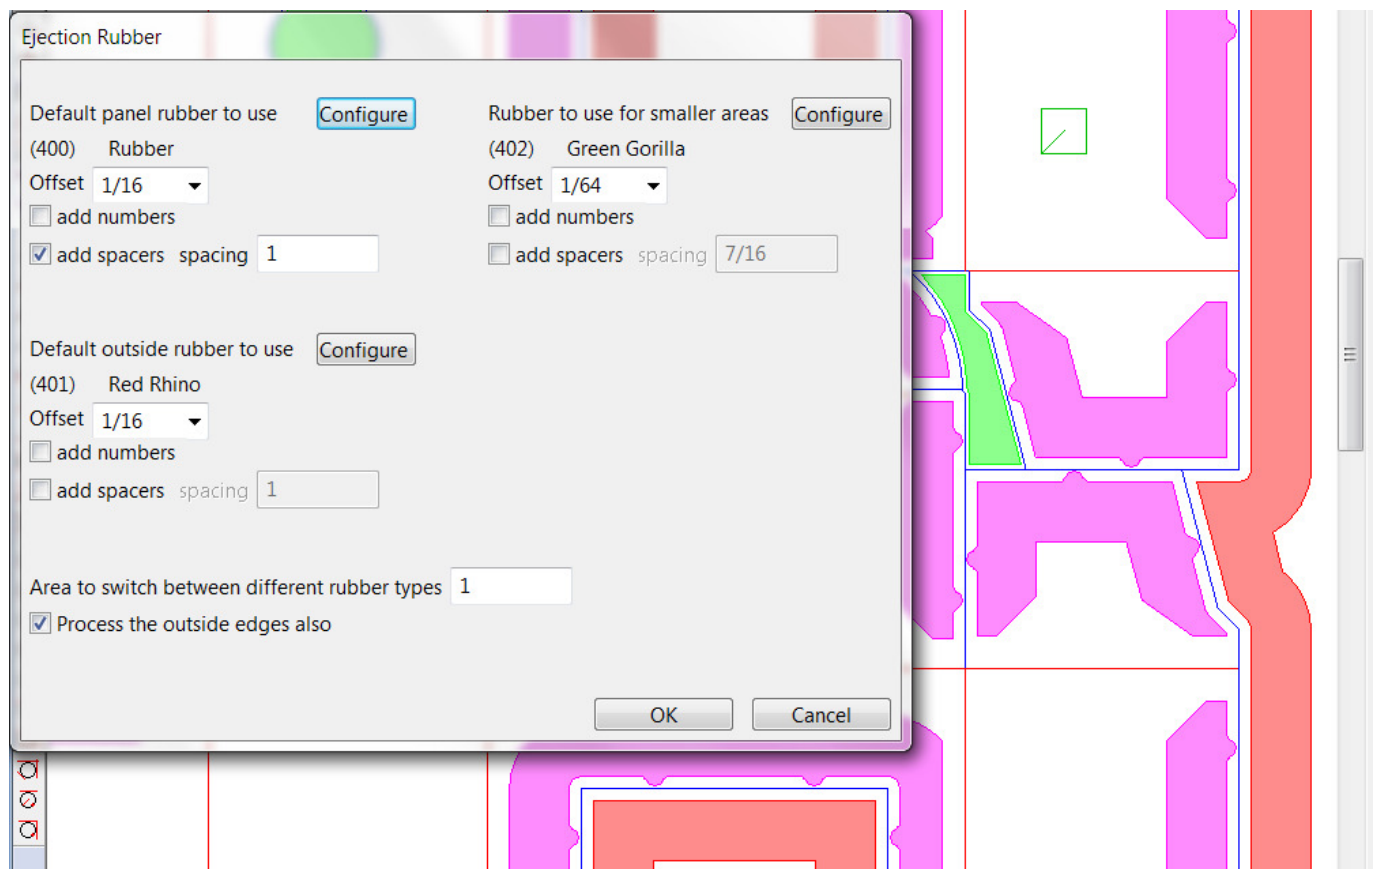 Ejection Rubber
Default panel rubber to use Configure
(400) Rubber
Offset 1/16
add numbers
add spacers spacing 1
Rubber to use for smaller areas Configure
(402) Green Gorilla
Offset 1/64
add numbers
add spacers spacing 7/16
Default outside rubber to use Configure
(401) Red Rhino
Offset 1/16
add numbers
add spacers spacing 1
Area to switch between different rubber types 1
Process the outside edges also
OK Cancel